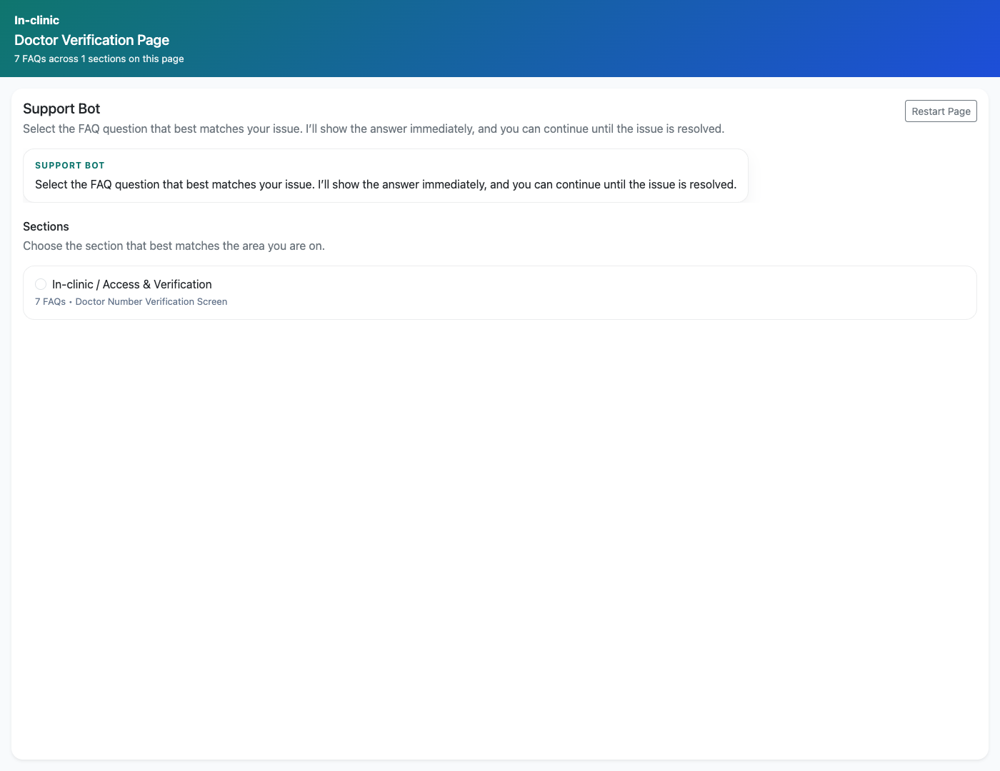 In-clinic
Doctor Verification Page
7 FAQs across 1 sections on this page
Support Bot
Restart Page
Select the FAQ question that best matches your issue. I’ll show the answer immediately, and you can continue until the issue is resolved.
SUPPORT BOT
Select the FAQ question that best matches your issue. I’ll show the answer immediately, and you can continue until the issue is resolved.
Sections
Choose the section that best matches the area you are on.
In-clinic / Access & Verification
7 FAQs • Doctor Number Verification Screen